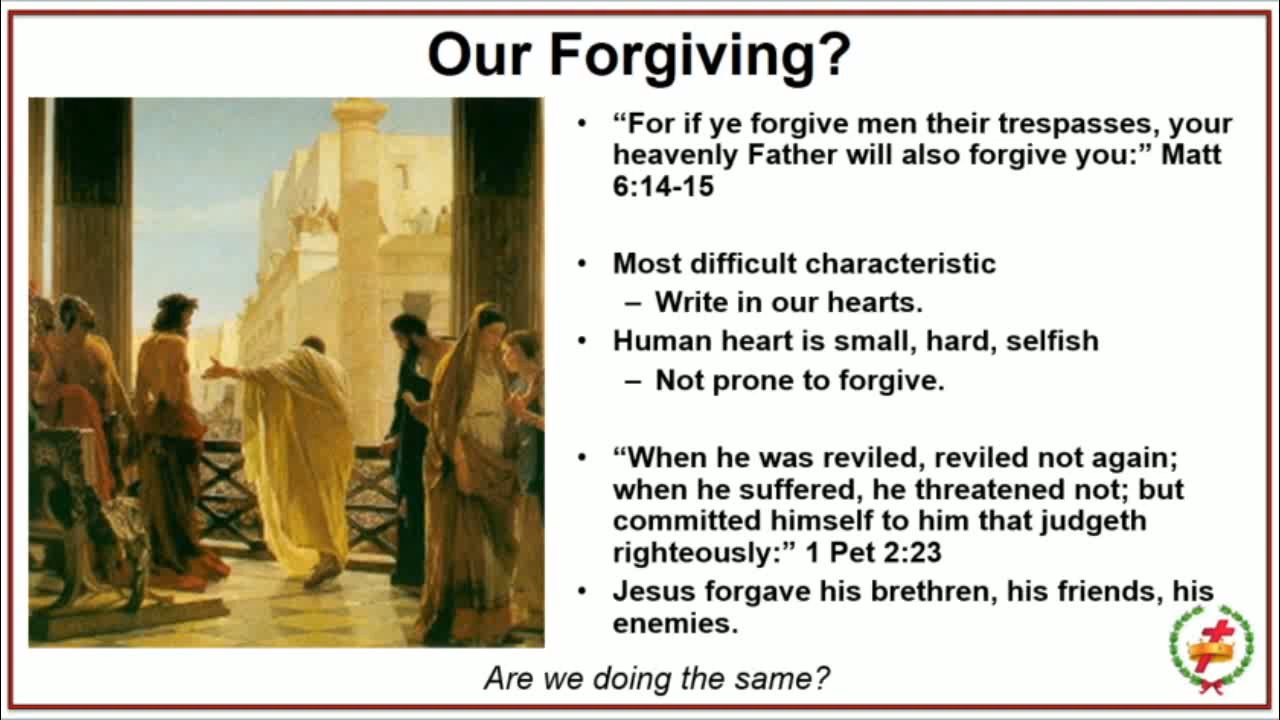 Our Forgiving?
• “For if ye forgive men their trespasses, your
heavenly Father will also forgive you:” Matt
6:14-15
• Most difficult characteristic
– Write in our hearts.
• Human heart is small, hard, selfish
– Not prone to forgive.
• “When he was reviled, reviled not again;
when he suffered, he threatened not; but
committed himself to him that judgeth
righteously:” 1 Pet 2:23
• Jesus forgave his brethren, his friends, his
enemies.
Are we doing the same?